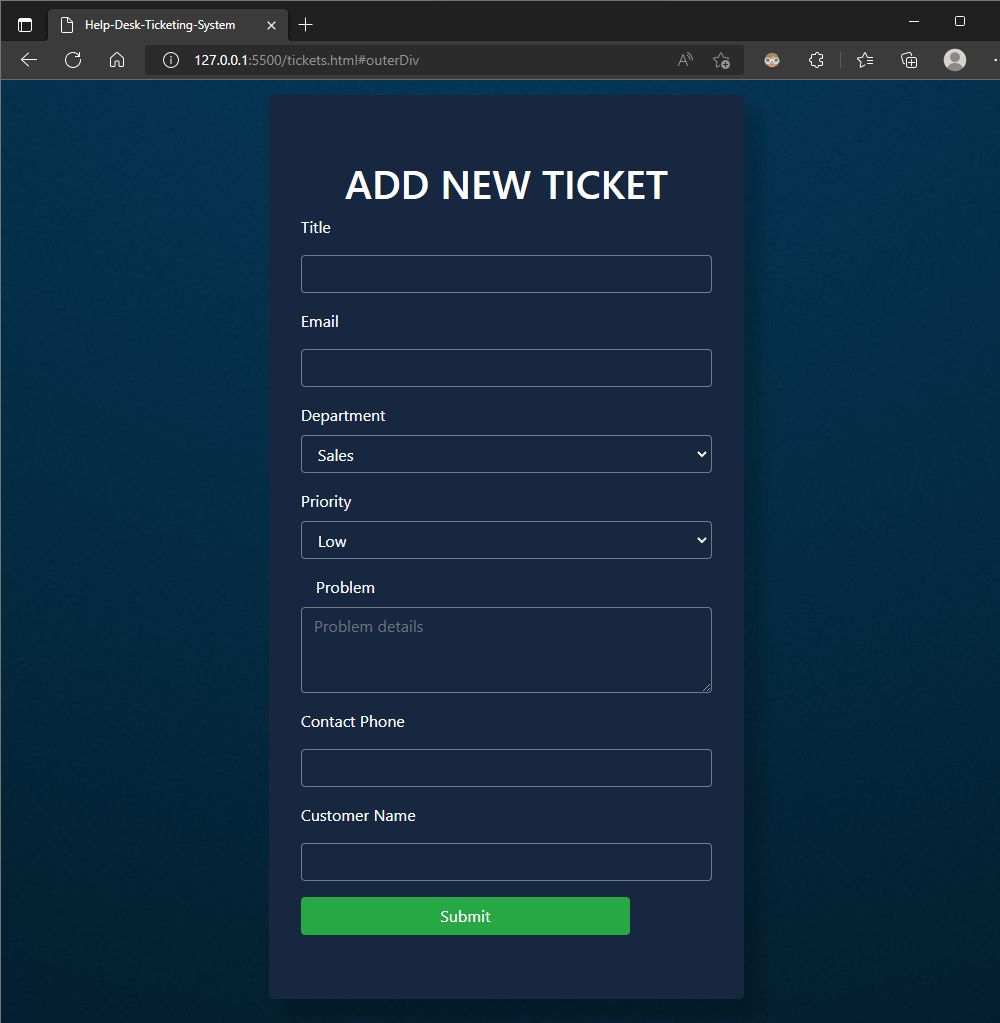 Help-Desk-Ticketing-System
127.0.0.1:5500/tickets.html#outerDiv
ADD NEW TICKET
Title
Email
Department
Sales
Priority
Low
Problem
Problem details
Contact Phone
Customer Name
Submit